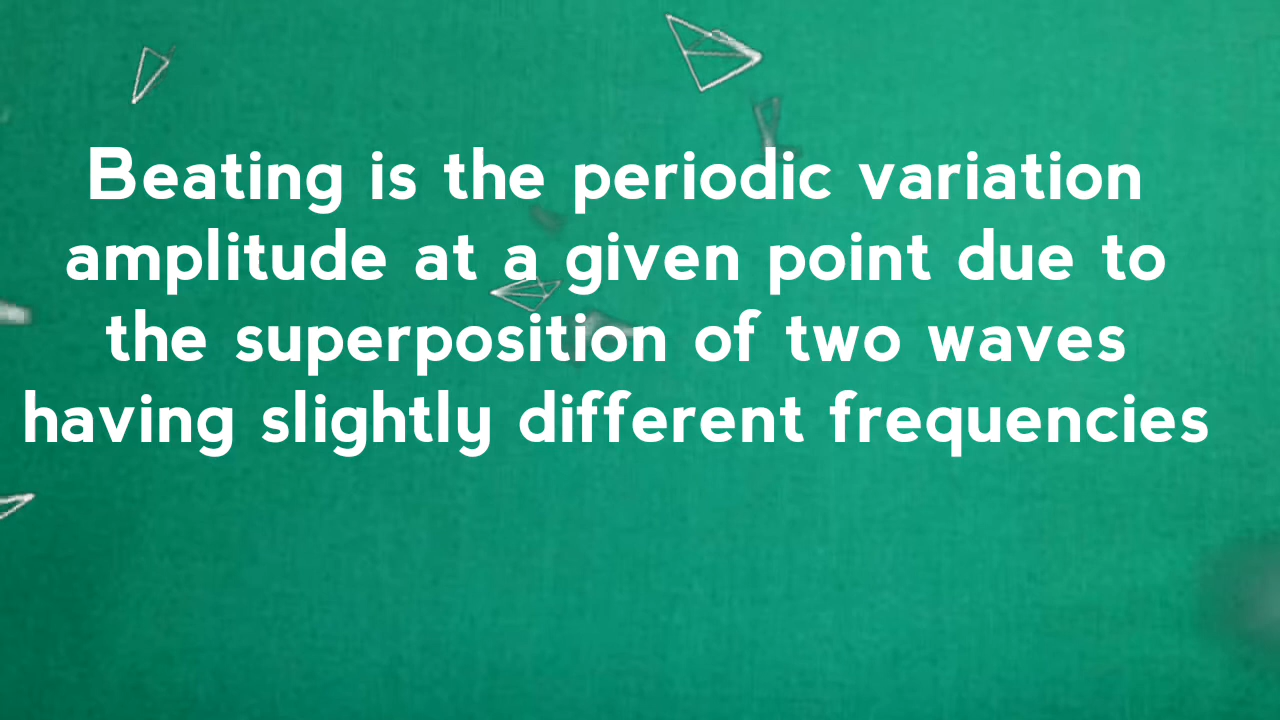 Beating is the periodic variation
amplitude at a given point due to
the superposition of two waves
having slightly different frequencies